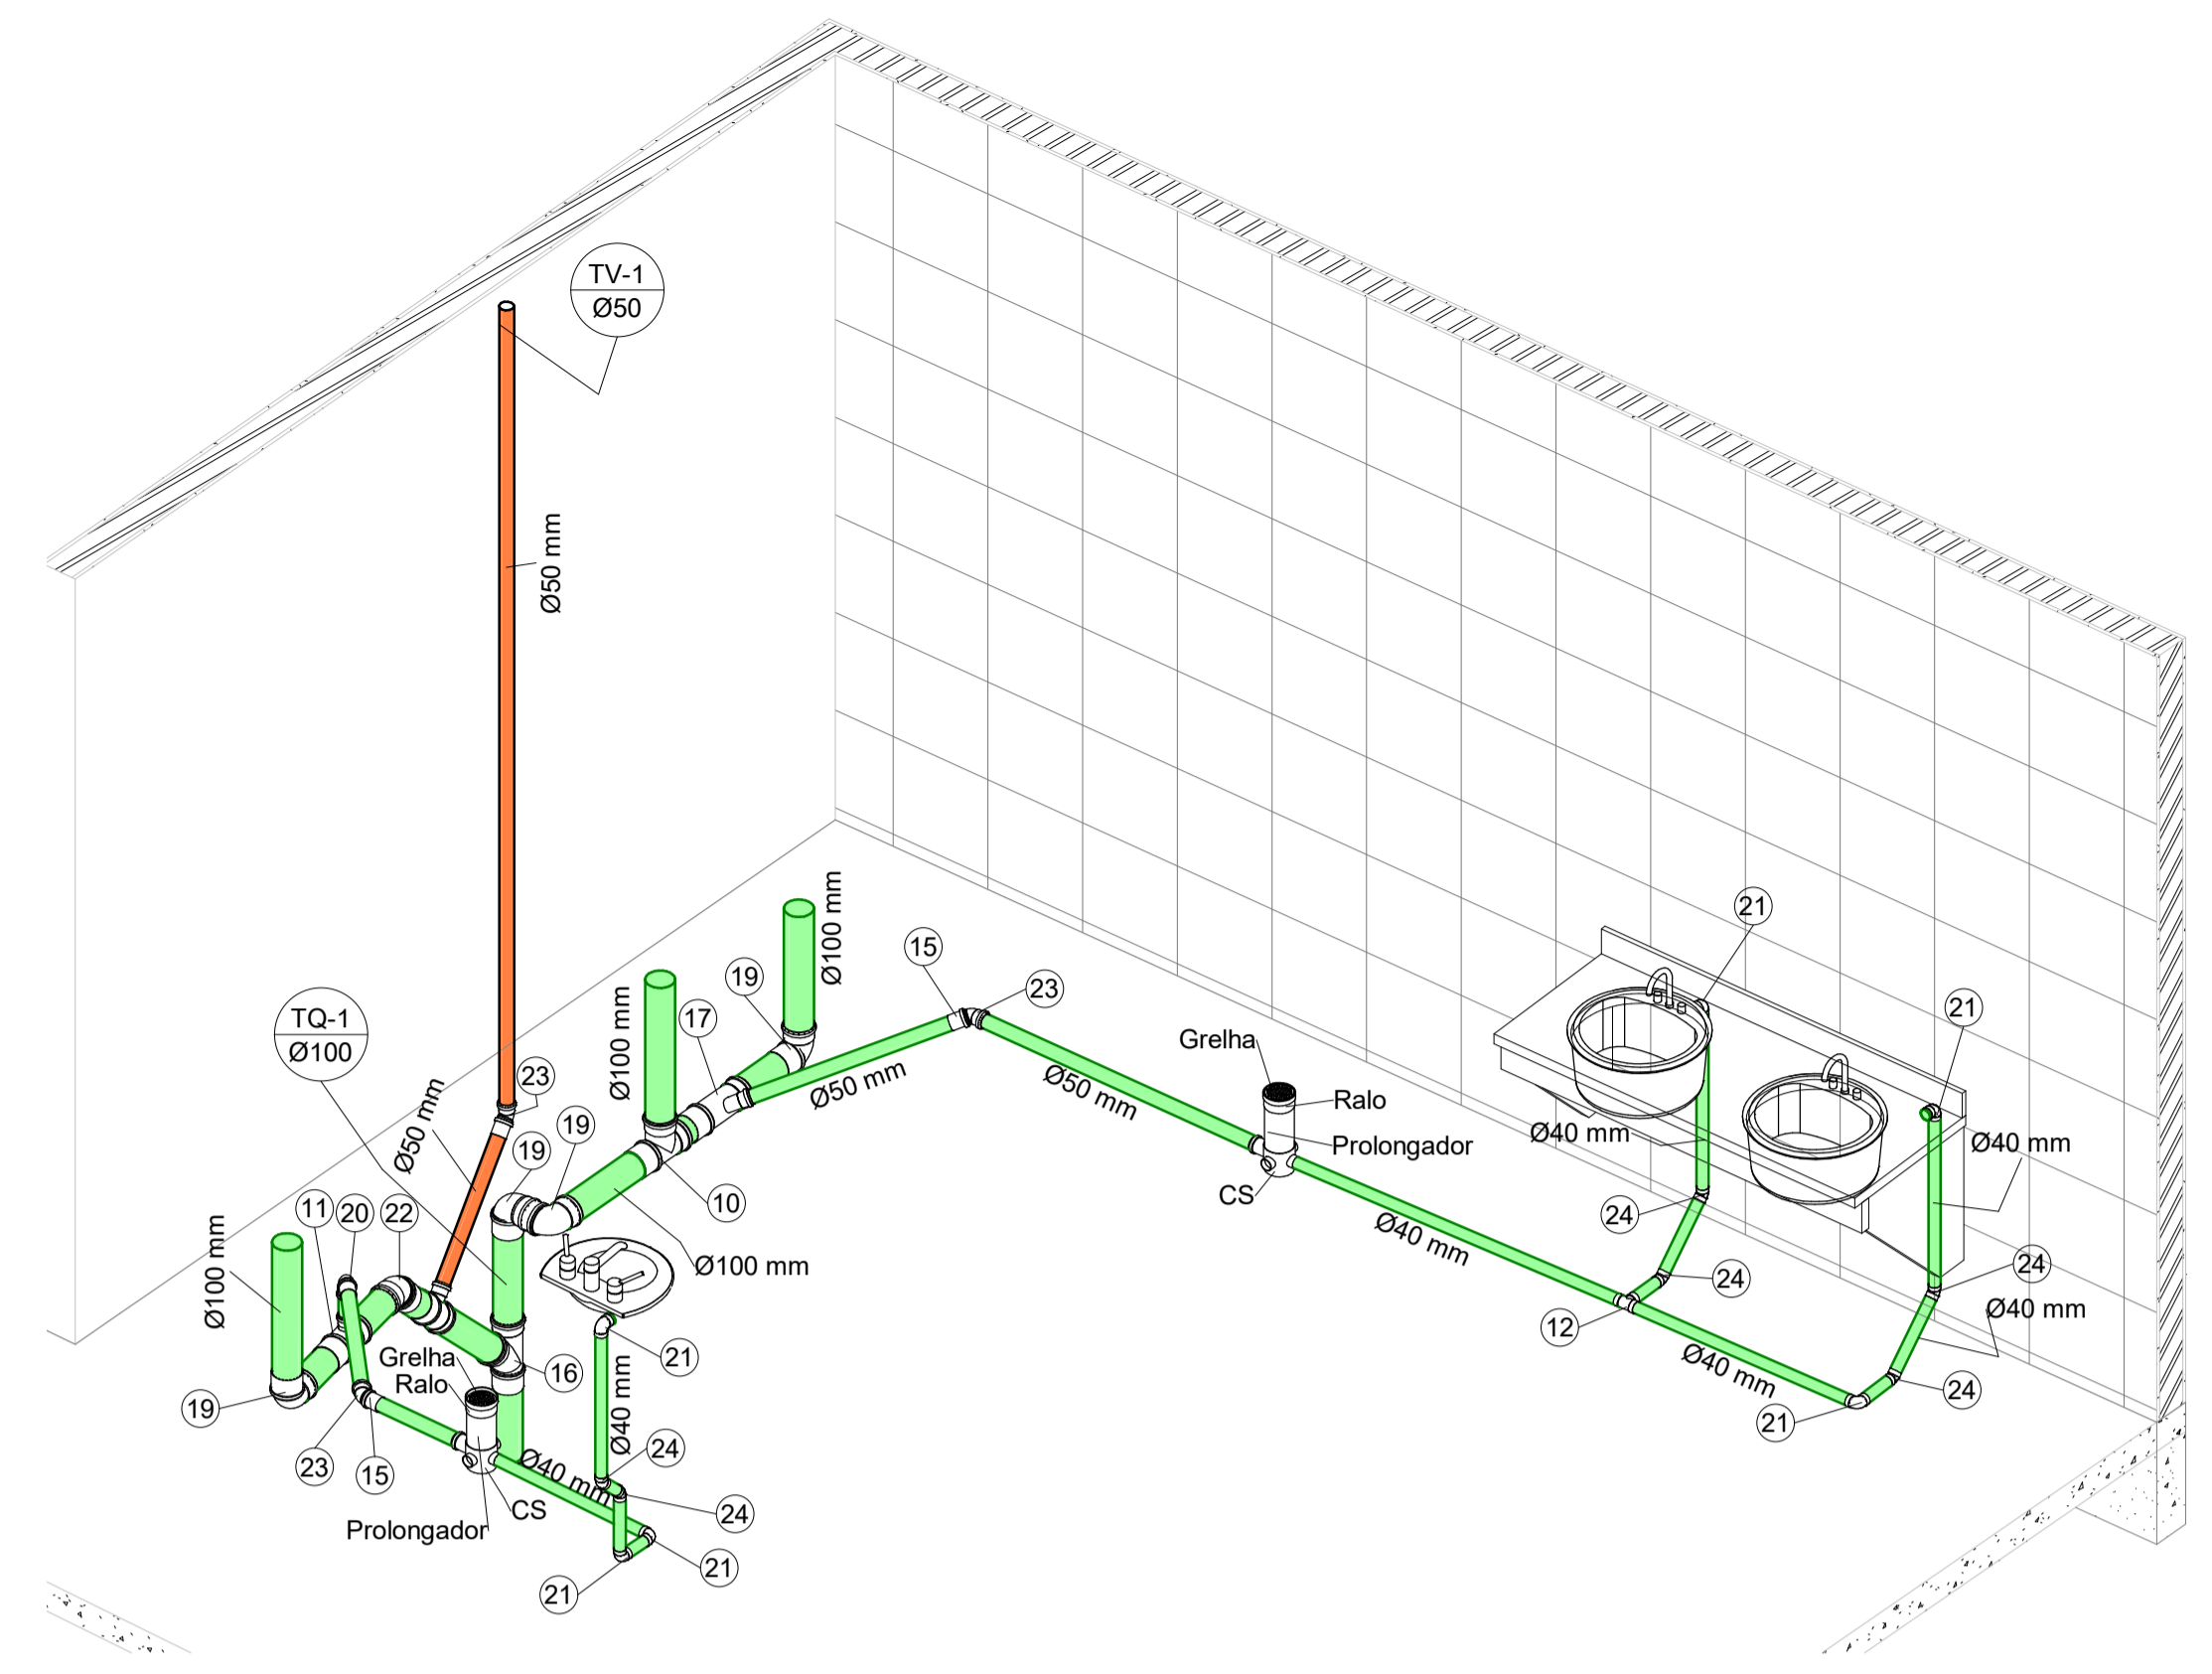 TV-1
Ø50
Ø50 mm
Ø100 mm
21
15
19
23
21
TQ-1
Ø100
17
Ø100 mm
Grelha
Ø50 mm
Ø50 mm
Ralo
23
Ø50 mm
19
19
Ø40 mm
Prolongador
Ø40 mm
CS
10
24
11
20
22
Ø100 mm
Ø100 mm
Ø40 mm
24
24
Ø40 mm
12
Grelha
21
Ralo
16
Ø40 mm
24
19
21
Ø40 mm
23
15
24
Ø40 mm
CS
24
Prolongador
21
21